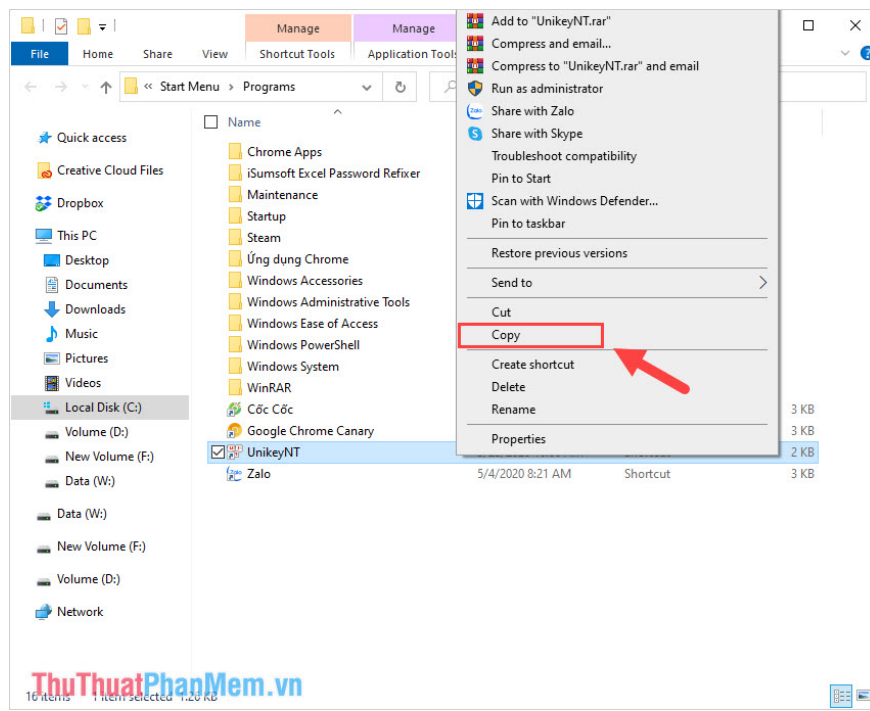 Manage
Manage
File
Home
Share
View
Shortcut Tools
Application Tools
« Start Menu › Programs
Name
Quick access
Creative Cloud Files
Dropbox
This PC
Desktop
Documents
Downloads
Music
Pictures
Videos
Local Disk (C:)
Volume (D:)
New Volume (F:)
Data (W:)
Data (W:)
New Volume (F:)
Volume (D:)
Network
Chrome Apps
iSumsoft Excel Password Refixer
Maintenance
Startup
Steam
Ứng dụng Chrome
Windows Accessories
Windows Administrative Tools
Windows Ease of Access
Windows PowerShell
Windows System
WinRAR
Cốc Cốc 3 KB
Google Chrome Canary 3 KB
UnikeyNT 2 KB
Zalo 5/4/2020 8:21 AM Shortcut 3 KB
Add to "UnikeyNT.rar"
Compress and email...
Compress to "UnikeyNT.rar" and email
Run as administrator
Share with Zalo
Share with Skype
Troubleshoot compatibility
Pin to Start
Scan with Windows Defender...
Pin to taskbar
Restore previous versions
Send to
Cut
Copy
Create shortcut
Delete
Rename
Properties
ThuThuatPhanMem.vn
16 items 1 item selected 1.20 KB